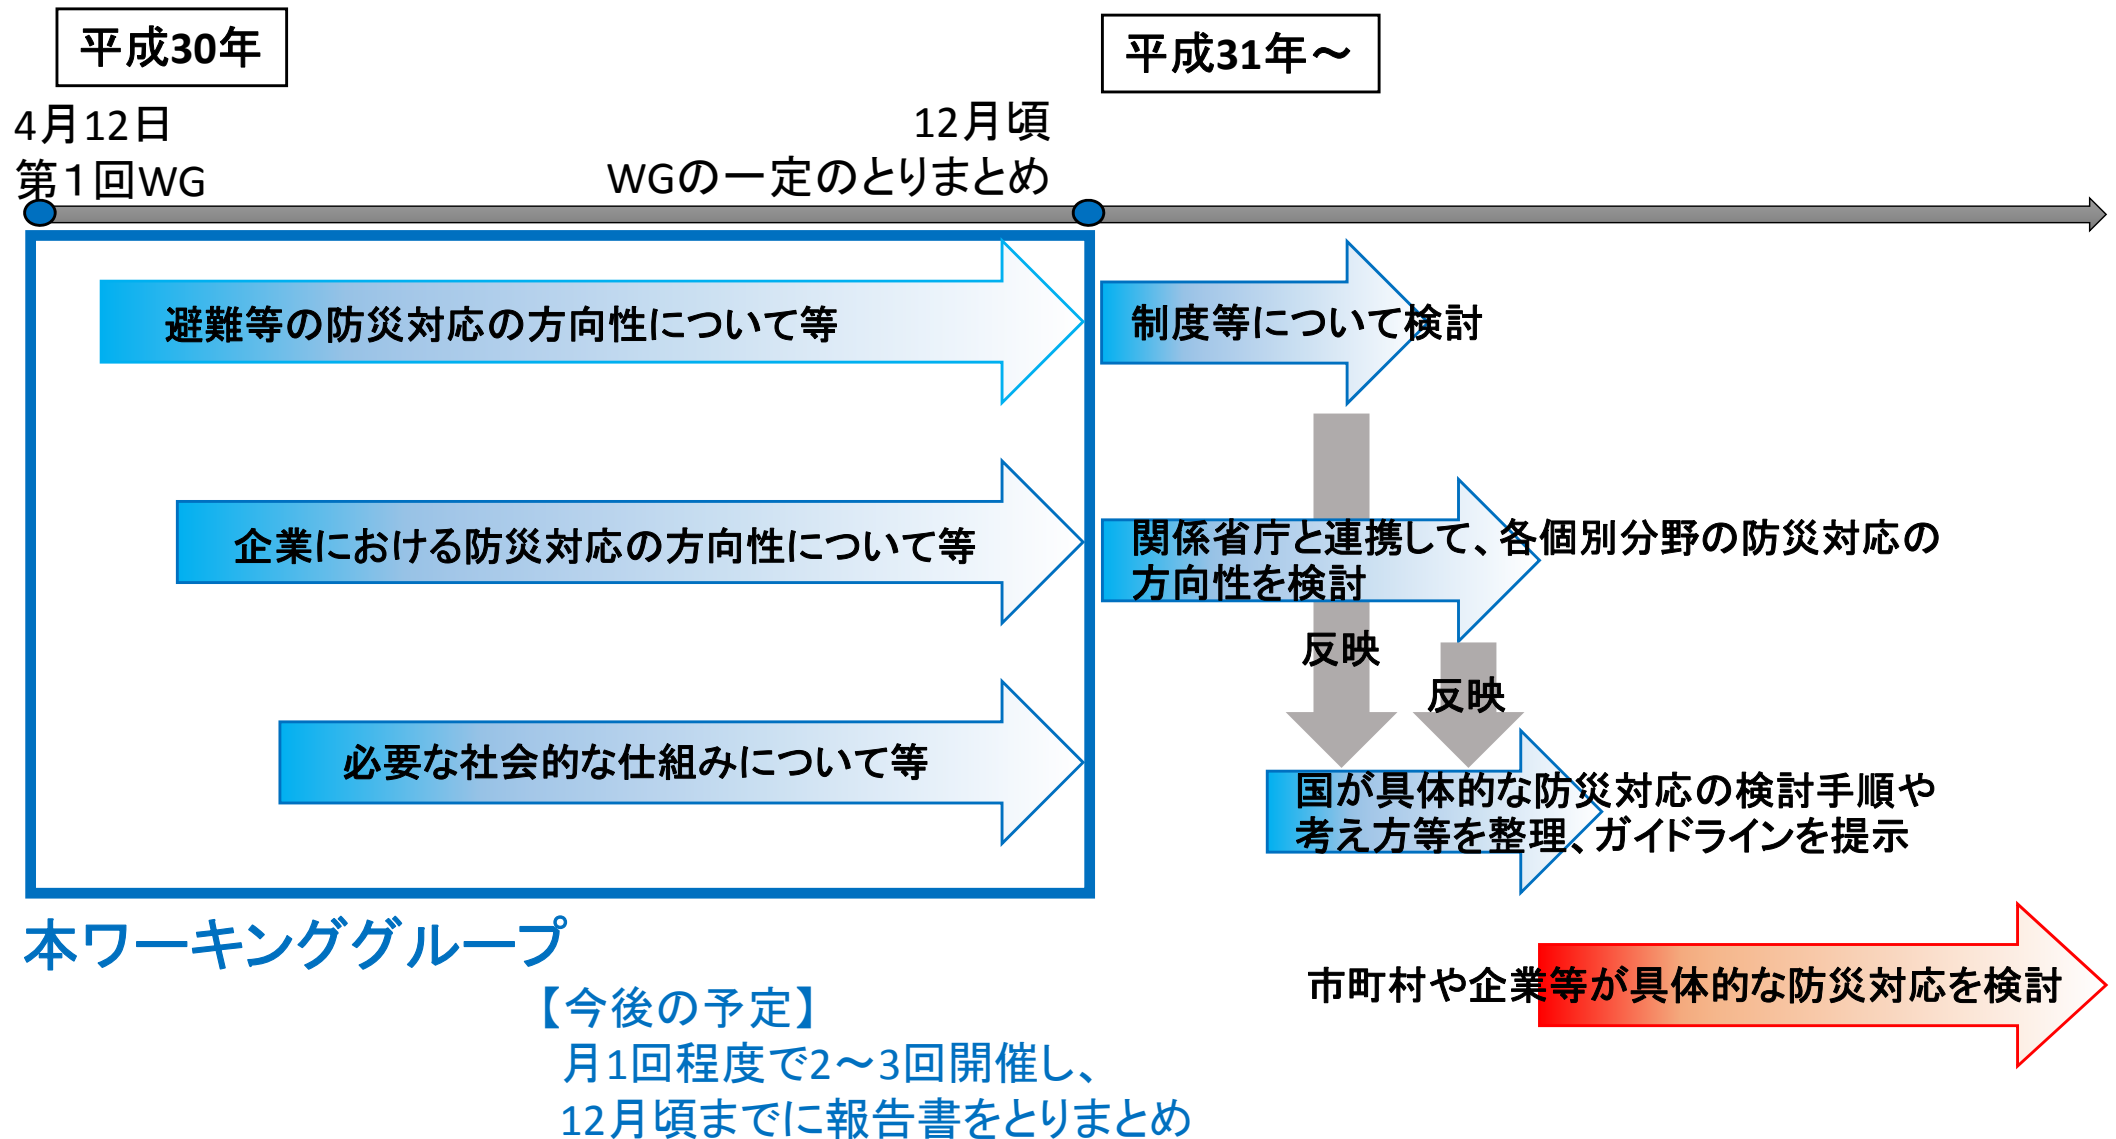 平成30年
平成31年～
4月12日
第１回WG
12月頃
WGの一定のとりまとめ
避難等の防災対応の方向性について等
制度等について検討
企業における防災対応の方向性について等
関係省庁と連携して、各個別分野の防災対応の
方向性を検討
反映
反映
必要な社会的な仕組みについて等
国が具体的な防災対応の検討手順や
考え方等を整理、ガイドラインを提示
本ワーキンググループ
市町村や企業等が具体的な防災対応を検討
【今後の予定】
月1回程度で2～3回開催し、
12月頃までに報告書をとりまとめ